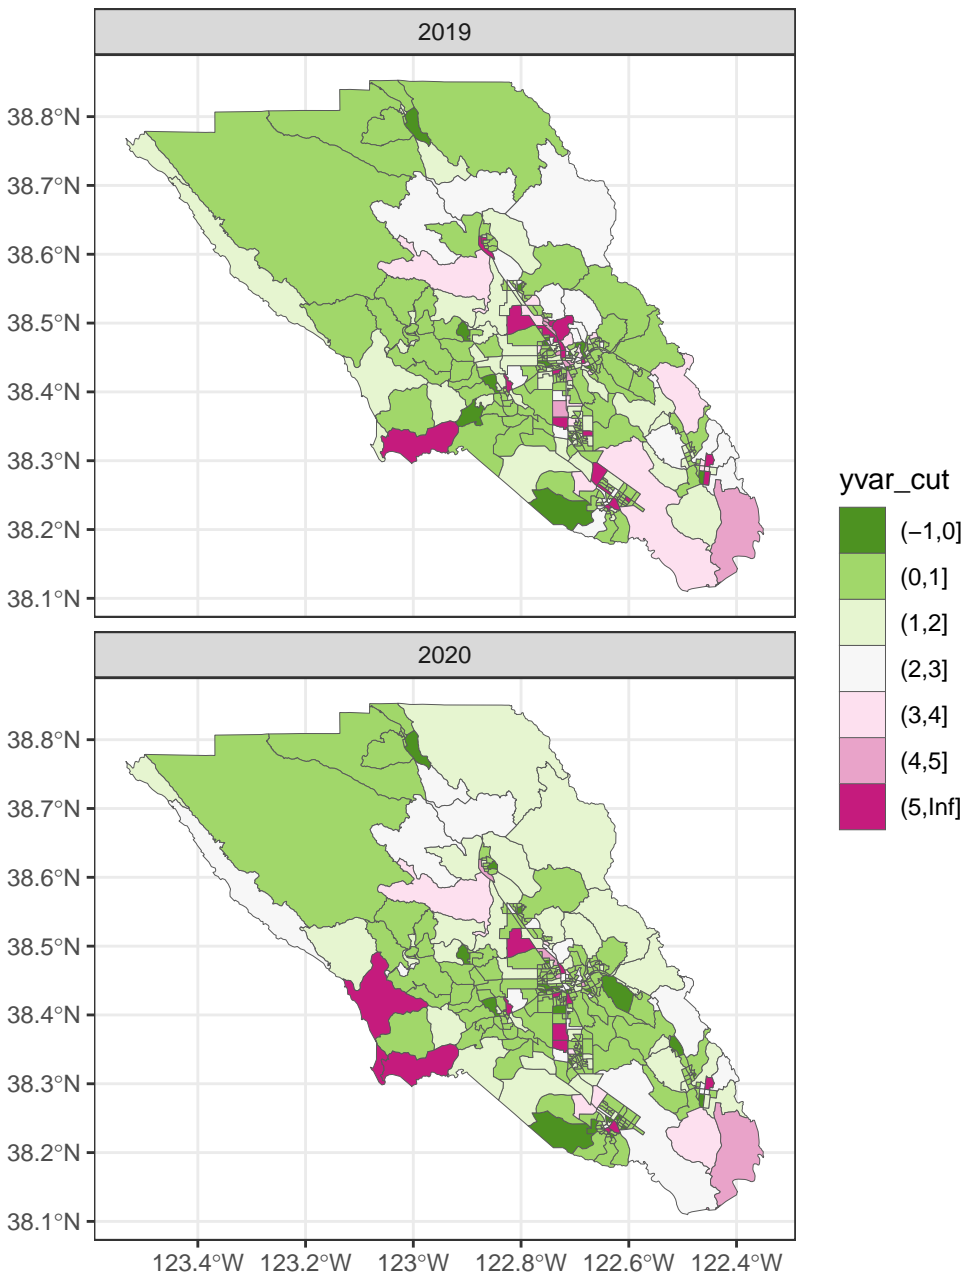 2019
38.8°N
38.7°N
38.6°N
38.5°N
38.4°N
38.3°N
38.2°N
38.1°N
2020
38.8°N
38.7°N
38.6°N
38.5°N
38.4°N
38.3°N
38.2°N
38.1°N
123.4°W 123.2°W 123°W 122.8°W 122.6°W 122.4°W
yvar_cut
(−1,0]
(0,1]
(1,2]
(2,3]
(3,4]
(4,5]
(5,Inf]